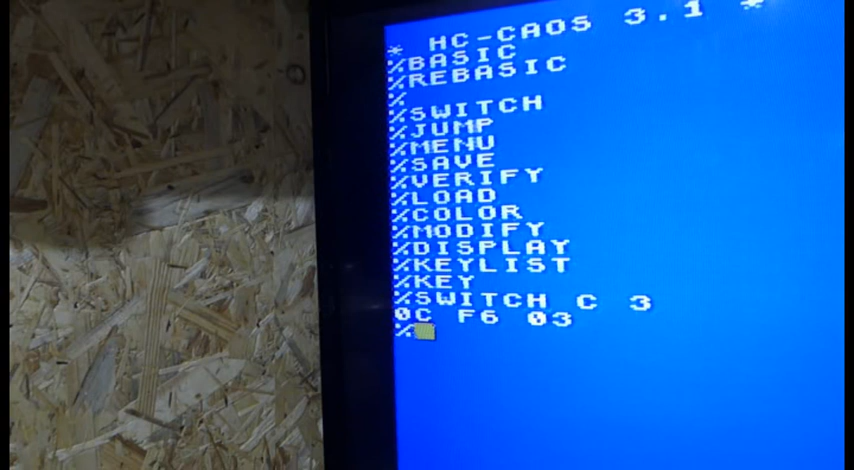 * HC-CAOS 3.1 *
%BASIC
%REBASIC
%
%SWITCH
%JUMP
%MENU
%SAVE
%VERIFY
%LOAD
%COLOR
%MODIFY
%DISPLAY
%KEYLIST
%KEY
%SWITCH C 3
0C F6 03
%